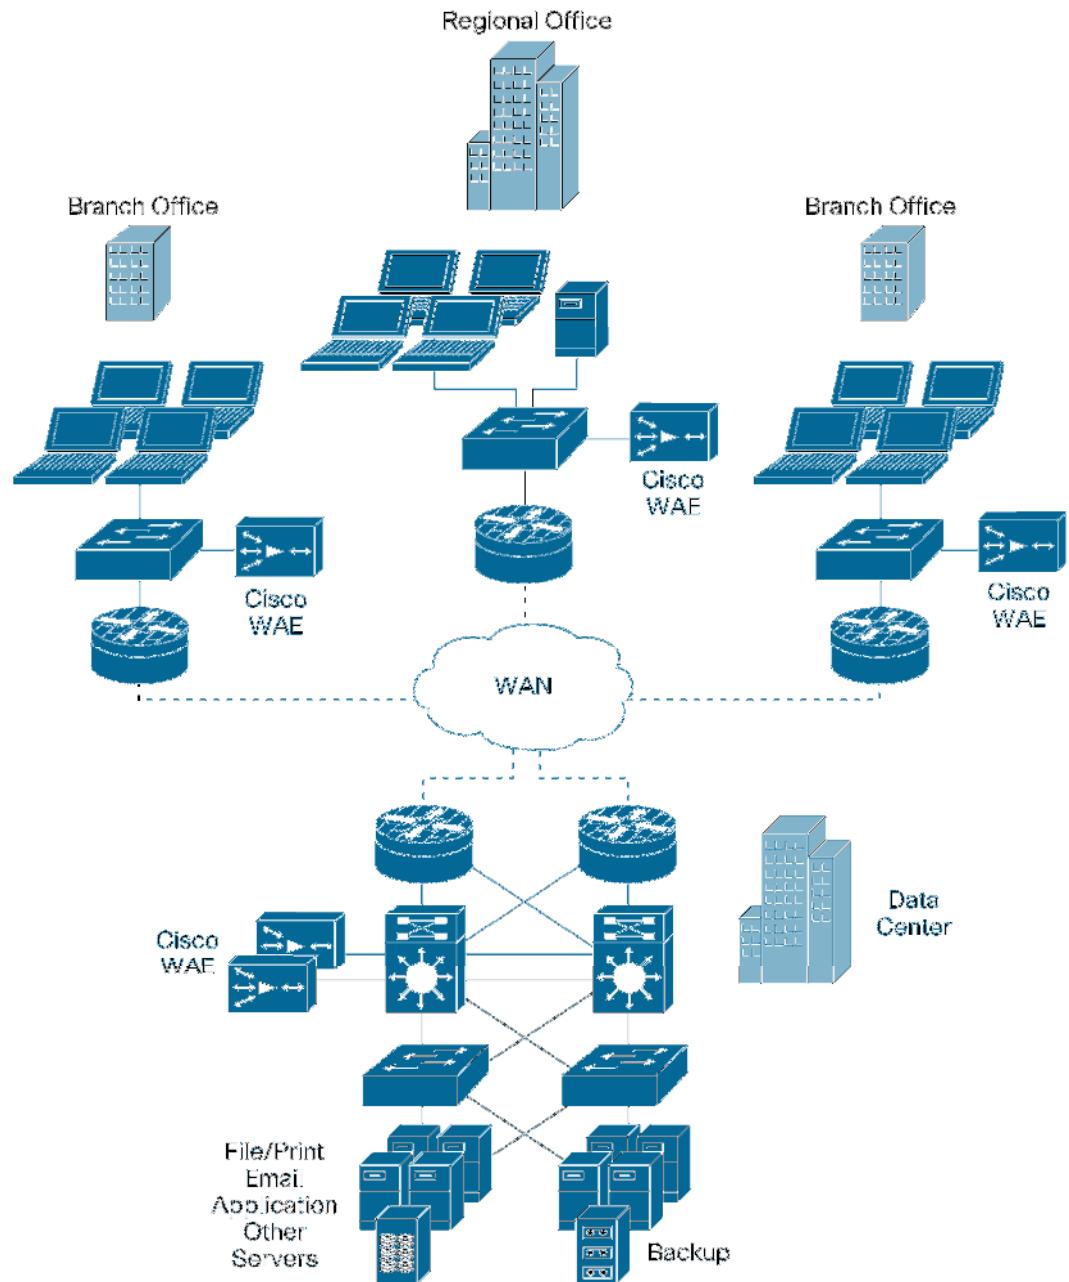 Regional Office
Branch Office
Branch Office
Cisco
WAE
Cisco
WAE
Cisco
WAE
WAN
Data
Center
Cisco
WAE
File/Print
Email
Application
Other
Servers
Backup